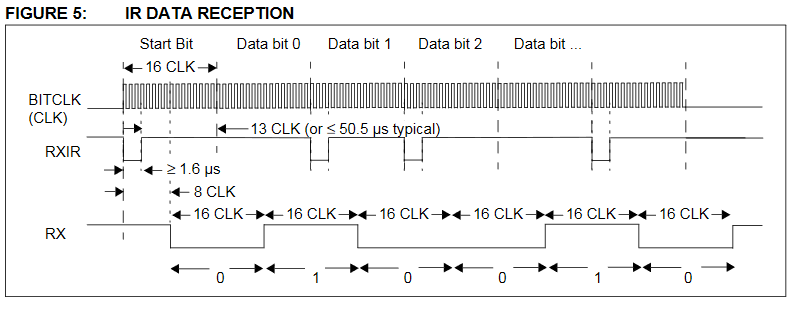 FIGURE 5: IR DATA RECEPTION
Start Bit Data bit 0 Data bit 1 Data bit 2 Data bit ...
16 CLK
BITCLK
(CLK)
13 CLK (or ≤ 50.5 µs typical)
RXIR
≥ 1.6 µs
8 CLK
16 CLK 16 CLK 16 CLK 16 CLK 16 CLK 16 CLK
RX
0 1 0 0 1 0